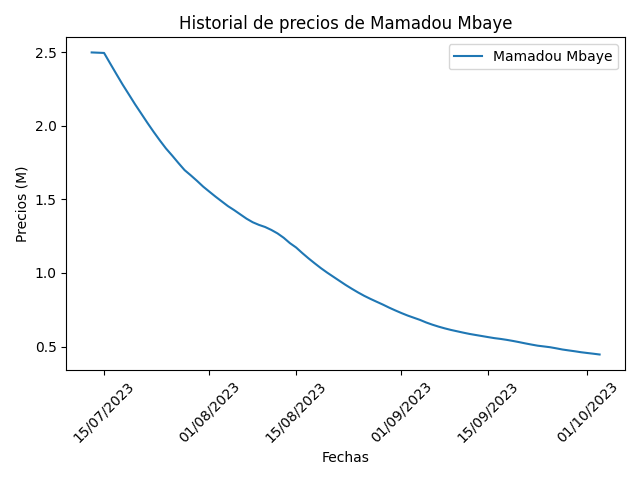 Historial de precios de Mamadou Mbaye
Mamadou Mbaye
Precios (M)
2.5
2.0
1.5
1.0
0.5
15/07/2023
01/08/2023
15/08/2023
01/09/2023
15/09/2023
01/10/2023
Fechas